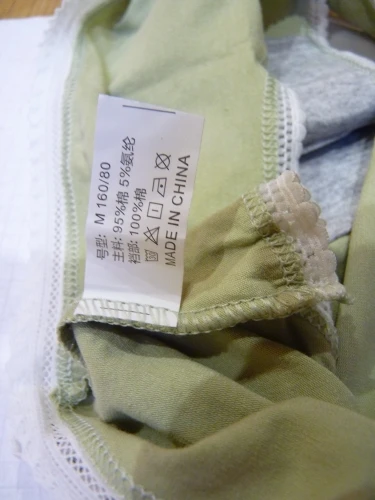 号型: M 160/80
主料: 95%棉 5%氨纶
裆部: 100%棉
MADE IN CHINA